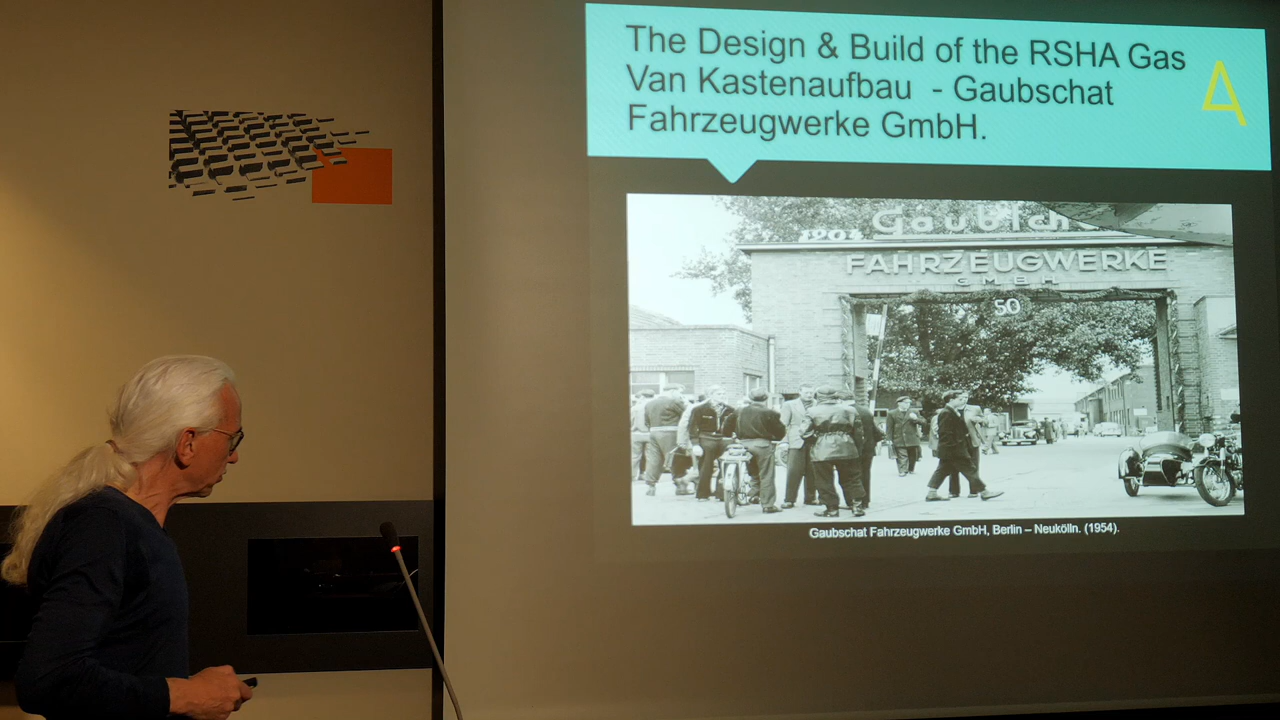 The Design & Build of the RSHA Gas
Van Kastenaufbau - Gaubschat
Fahrzeugwerke GmbH.
FAHRZEUGWERKE
GMBH
50
Gaubschat Fahrzeugwerke GmbH, Berlin – Neukölln. (1954).